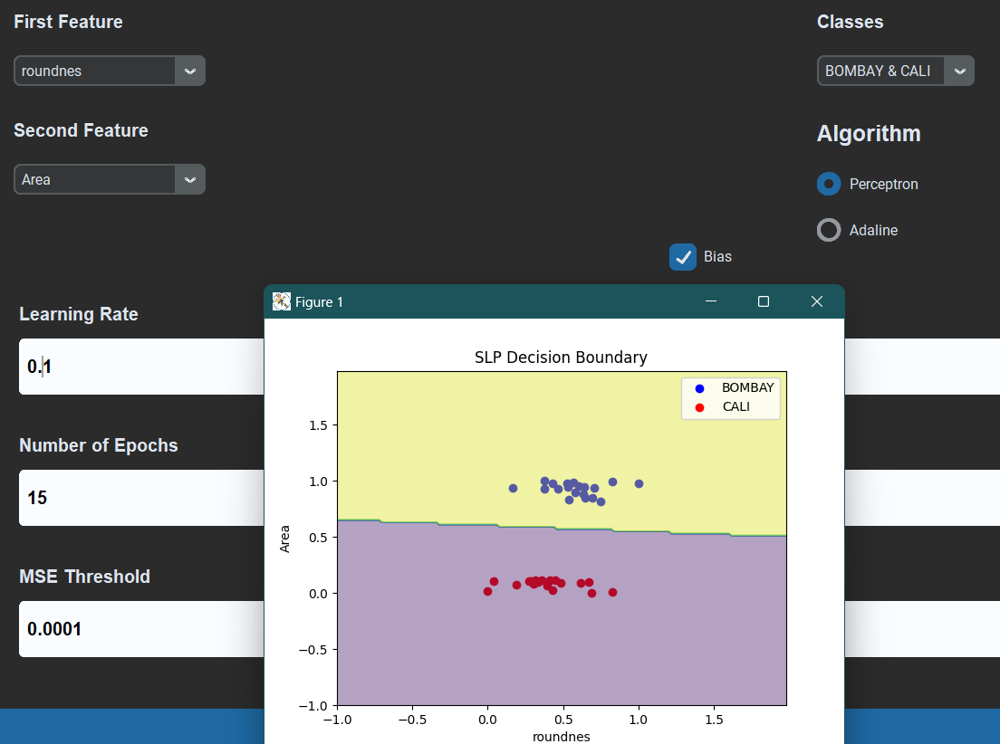 First Feature
Classes
roundnes
BOMBAY & CALI
Second Feature
Algorithm
Area
Perceptron
Adaline
Bias
Figure 1
Learning Rate
0.1
SLP Decision Boundary
BOMBAY
CALI
1.5
1.0
0.5
0.0
−0.5
−1.0
Area
−1.0 −0.5 0.0 0.5 1.0 1.5
roundnes
Number of Epochs
15
MSE Threshold
0.0001